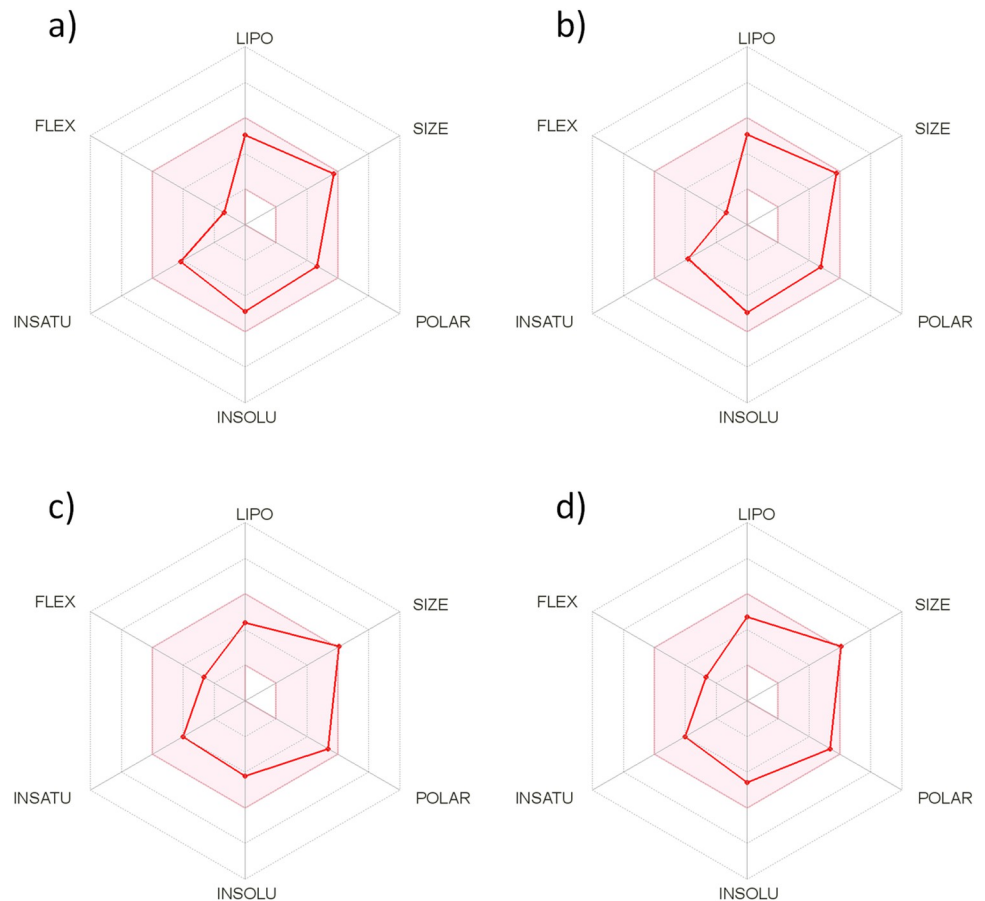 a)
LIPO
FLEX
SIZE
INSATU
POLAR
INSOLU
b)
LIPO
FLEX
SIZE
INSATU
POLAR
INSOLU
c)
LIPO
FLEX
SIZE
INSATU
POLAR
INSOLU
d)
LIPO
FLEX
SIZE
INSATU
POLAR
INSOLU